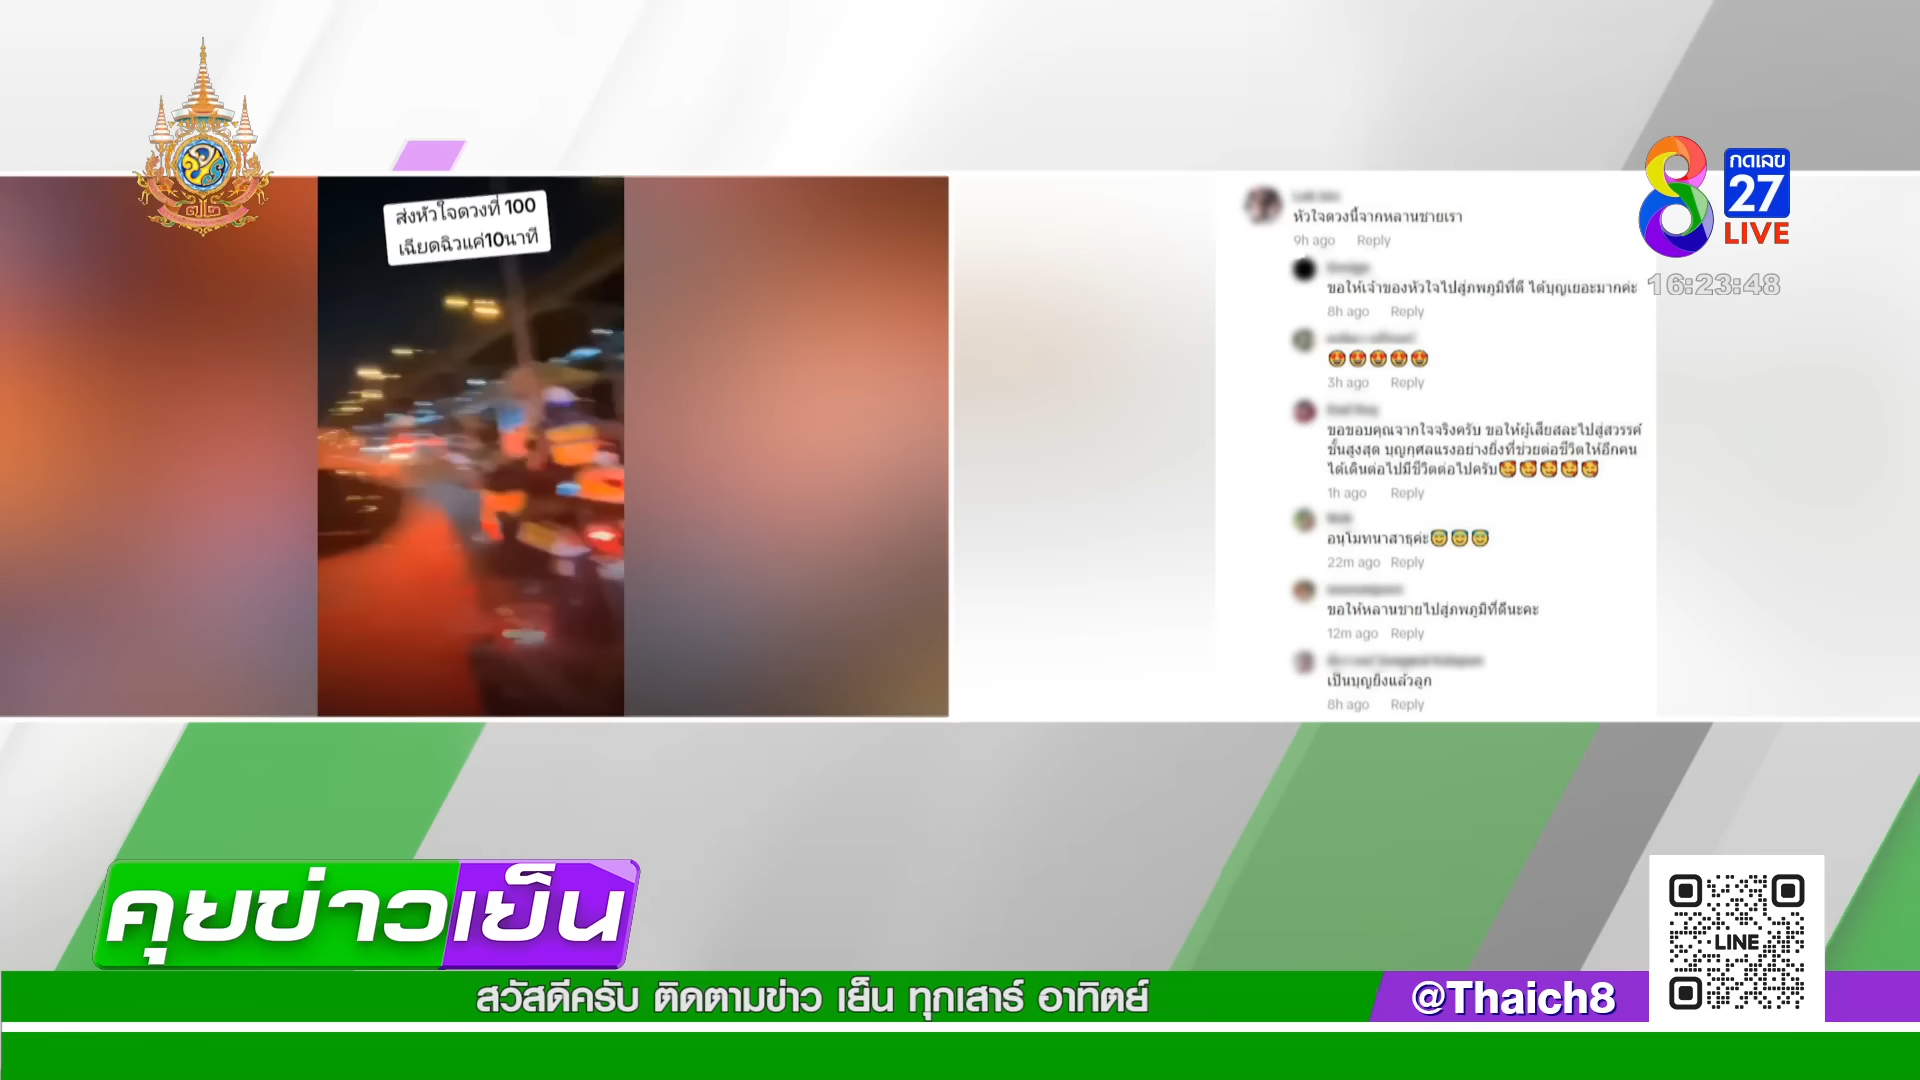 ส่งหัวใจดวงที่ 100
เฉียดฉิวแค่10นาที
หัวใจดวงนี้จากหลานชายเรา
9h ago Reply
ขอให้เจ้าของหัวใจไปสู่ภพภูมิที่ดี ได้บุญเยอะมากค่ะ
8h ago Reply
3h ago Reply
ขอขอบคุณจากใจจริงครับ ขอให้ผู้เสียสละไปสู่สวรรค์
ชั้นสูงสุด บุญกุศลแรงอย่างยิ่งที่ช่วยต่อชีวิตให้อีกคน
ได้เดินต่อไปมีชีวิตต่อไปครับ🥰🥰🥰🥰🥰
1h ago Reply
อนุโมทนาสาธุค่ะ😇😇😇
22m ago Reply
ขอให้หลานชายไปสู่ภพภูมิที่ดีนะคะ
12m ago Reply
เป็นบุญยิ่งแล้วลูก
8h ago Reply
8
กดเลข
27
LIVE
16:23:48
คุยข่าวเย็น
สวัสดีครับ ติดตามข่าว เย็น ทุกเสาร์ อาทิตย์
@Thaich8
LINE